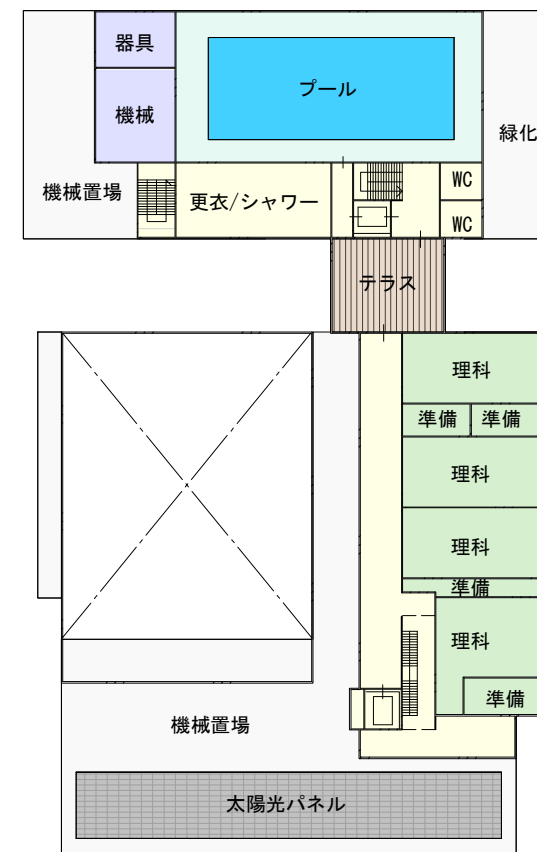 器具
プール
機械
緑化
機械置場
更衣/シャワー
WC
WC
テラス
理科
準備
準備
理科
理科
準備
理科
準備
機械置場
太陽光パネル